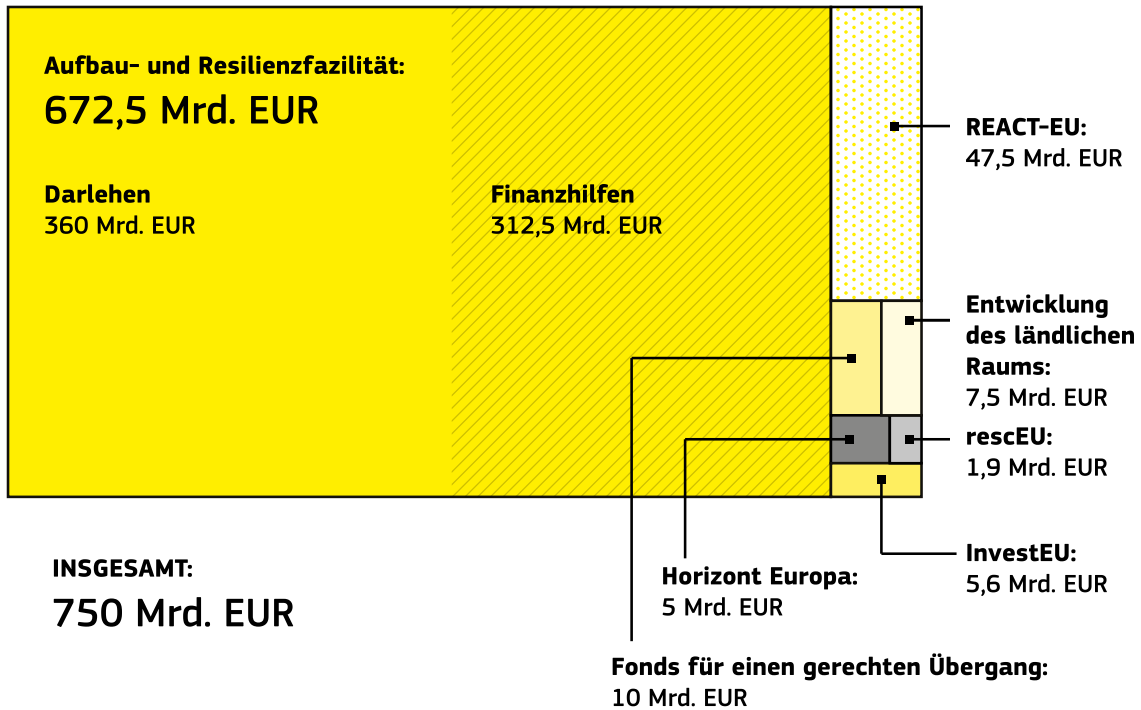 Aufbau- und Resilienzfazilität:
672,5 Mrd. EUR
Darlehen
360 Mrd. EUR
Finanzhilfen
312,5 Mrd. EUR
REACT-EU:
47,5 Mrd. EUR
Entwicklung
des ländlichen
Raums:
7,5 Mrd. EUR
rescEU:
1,9 Mrd. EUR
InvestEU:
5,6 Mrd. EUR
Horizont Europa:
5 Mrd. EUR
Fonds für einen gerechten Übergang:
10 Mrd. EUR
INSGESAMT:
750 Mrd. EUR